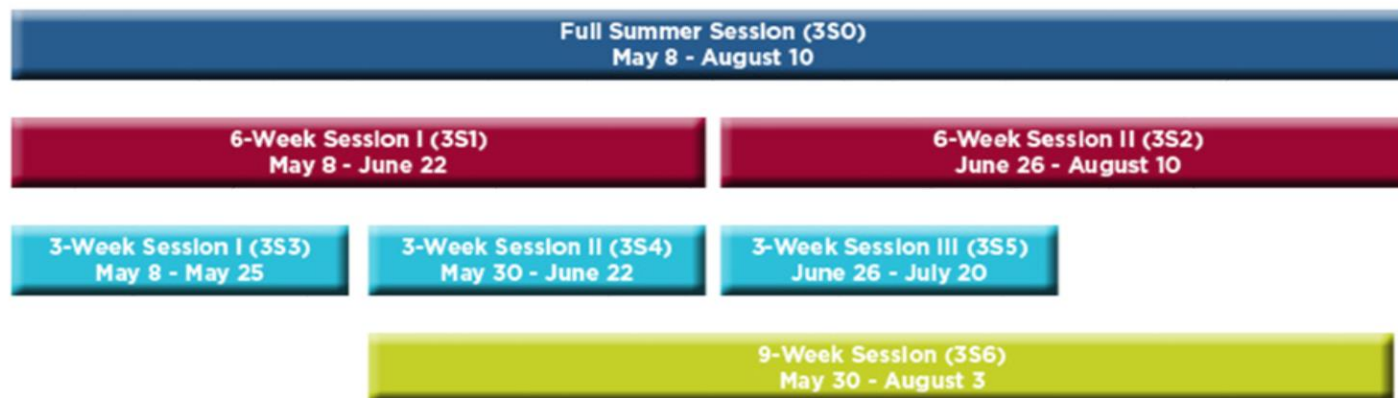 Full Summer Session (3S0)
May 8 - August 10
6-Week Session I (3S1)
May 8 - June 22
6-Week Session II (3S2)
June 26 - August 10
3-Week Session I (3S3)
May 8 - May 25
3-Week Session II (3S4)
May 30 - June 22
3-Week Session III (3S5)
June 26 - July 20
9-Week Session (3S6)
May 30 - August 3